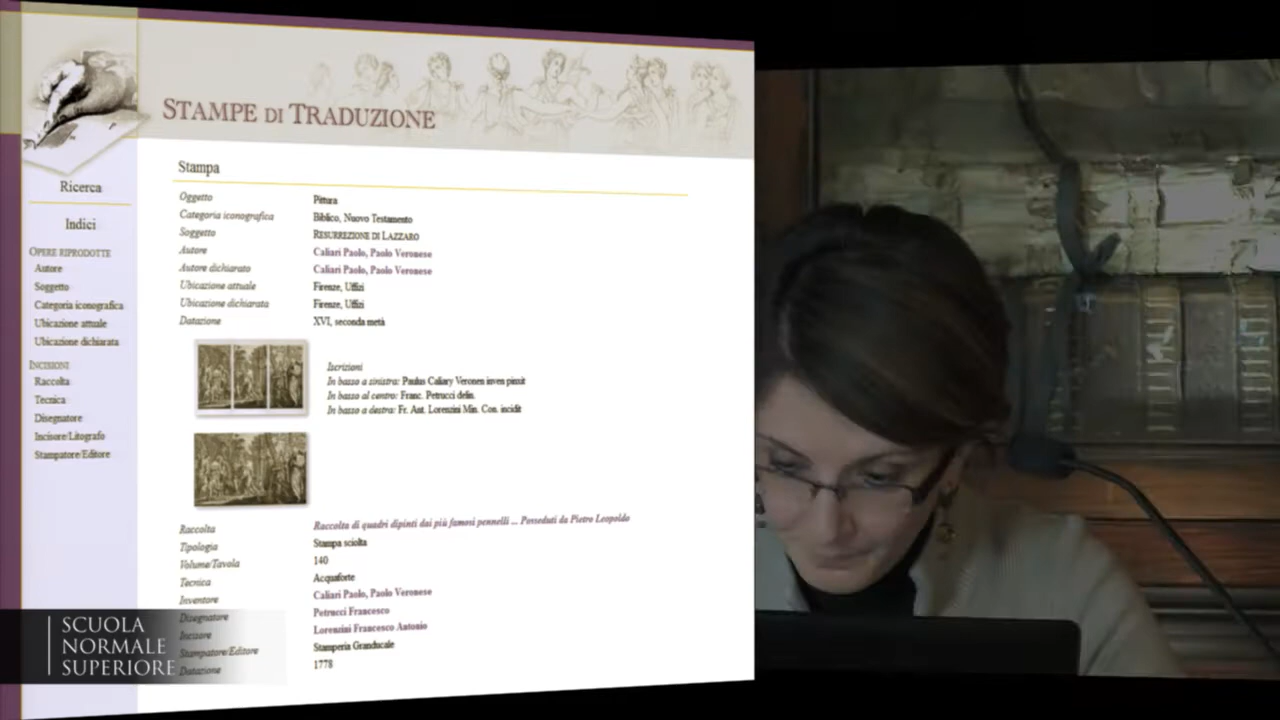 STAMPE DI TRADUZIONE
Ricerca
Indici
OPERE RIPRODOTTE
Autore
Soggetto
Categoria iconografica
Ubicazione attuale
Ubicazione dichiarata
INCISIONI
Raccolta
Tecnica
Disegnatore
Incisore/Litografo
Stampatore/Editore
Stampa
Oggetto Pittura
Categoria iconografica Biblico, Nuovo Testamento
Soggetto RESURREZIONE DI LAZZARO
Autore Caliari Paolo, Paolo Veronese
Autore dichiarato Caliari Paolo, Paolo Veronese
Ubicazione attuale Firenze, Uffizi
Ubicazione dichiarata Firenze, Uffizi
Datazione XVI, seconda metà
Iscrizioni
In basso a sinistra: Paulus Caliary Verones inven pinxit
In basso al centro: Franc. Petrucci delin.
In basso a destra: Fr. Ant. Lorenzini Min. Con. incidit
Raccolta Raccolta di quadri dipinti dai più famosi pennelli ... Posseduti da Pietro Leopoldo
Tipologia Stampa sciolta
Volume/Tavola 140
Tecnica Acquaforte
Inventore Caliari Paolo, Paolo Veronese
Disegnatore Petrucci Francesco
Incisore Lorenzini Francesco Antonio
Stampatore/Editore Stamperia Granducale
Datazione 1778
SCUOLA
NORMALE
SUPERIORE